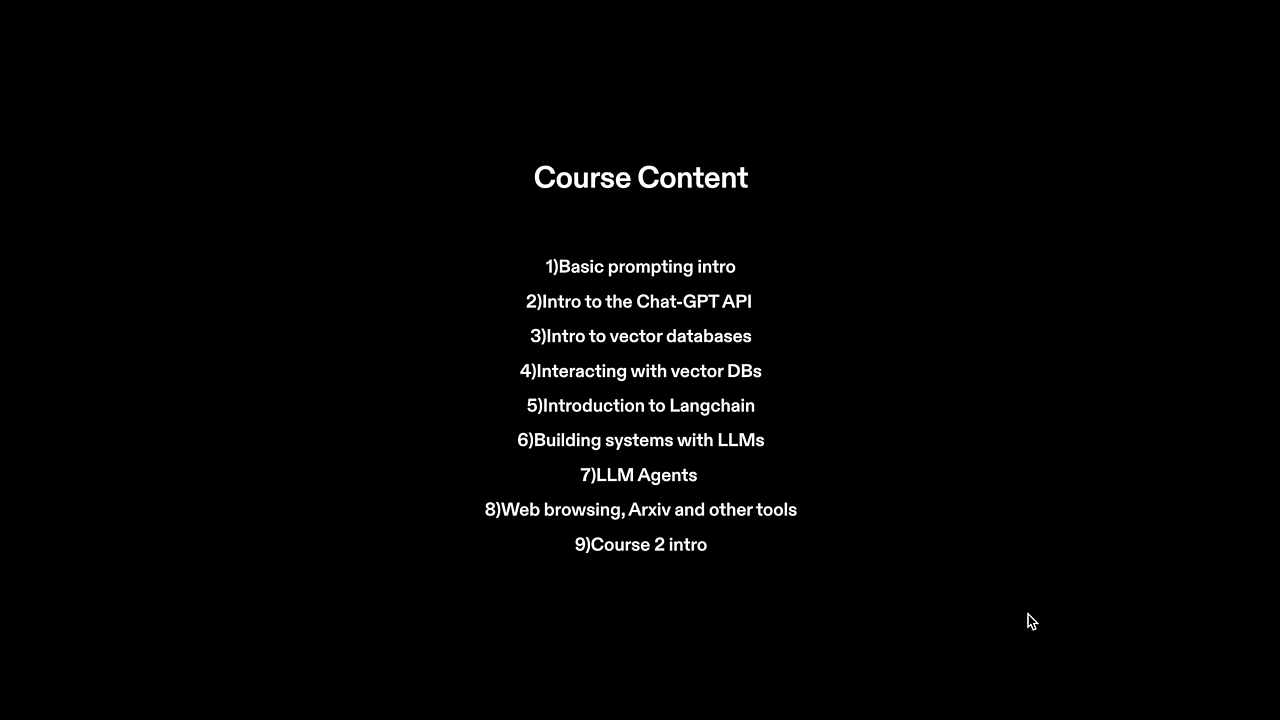 Course Content
1)Basic prompting intro
2)Intro to the Chat-GPT API
3)Intro to vector databases
4)Interacting with vector DBs
5)Introduction to Langchain
6)Building systems with LLMs
7)LLM Agents
8)Web browsing, Arxiv and other tools
9)Course 2 intro